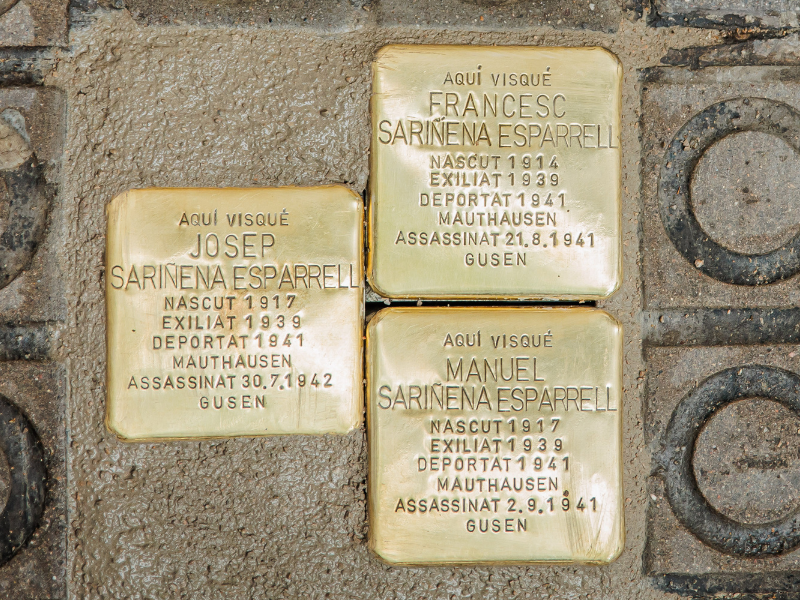 AQUÍ VISQUÉ
JOSEP
SARIÑENA ESPARRELL
NASCUT 1917
EXILIAT 1939
DEPORTAT 1941
MAUTHAUSEN
ASSASSINAT 30.7.1942
GUSEN
AQUÍ VISQUÉ
FRANCESC
SARIÑENA ESPARRELL
NASCUT 1914
EXILIAT 1939
DEPORTAT 1941
MAUTHAUSEN
ASSASSINAT 21.8.1941
GUSEN
AQUÍ VISQUÉ
MANUEL
SARIÑENA ESPARRELL
NASCUT 1917
EXILIAT 1939
DEPORTAT 1941
MAUTHAUSEN
ASSASSINAT 2.9.1941
GUSEN